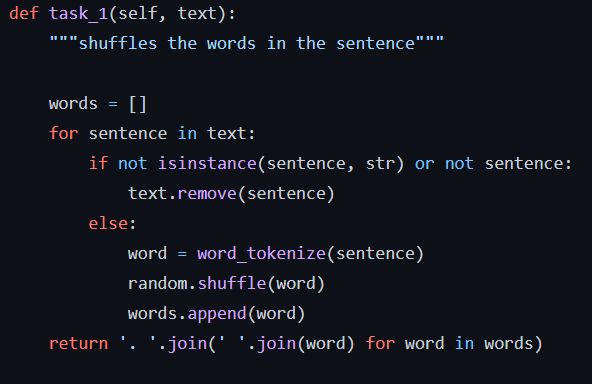 def task_1(self, text):
    """shuffles the words in the sentence"""

    words = []
    for sentence in text:
        if not isinstance(sentence, str) or not sentence:
            text.remove(sentence)
        else:
            word = word_tokenize(sentence)
            random.shuffle(word)
            words.append(word)
    return '. '.join(' '.join(word) for word in words)